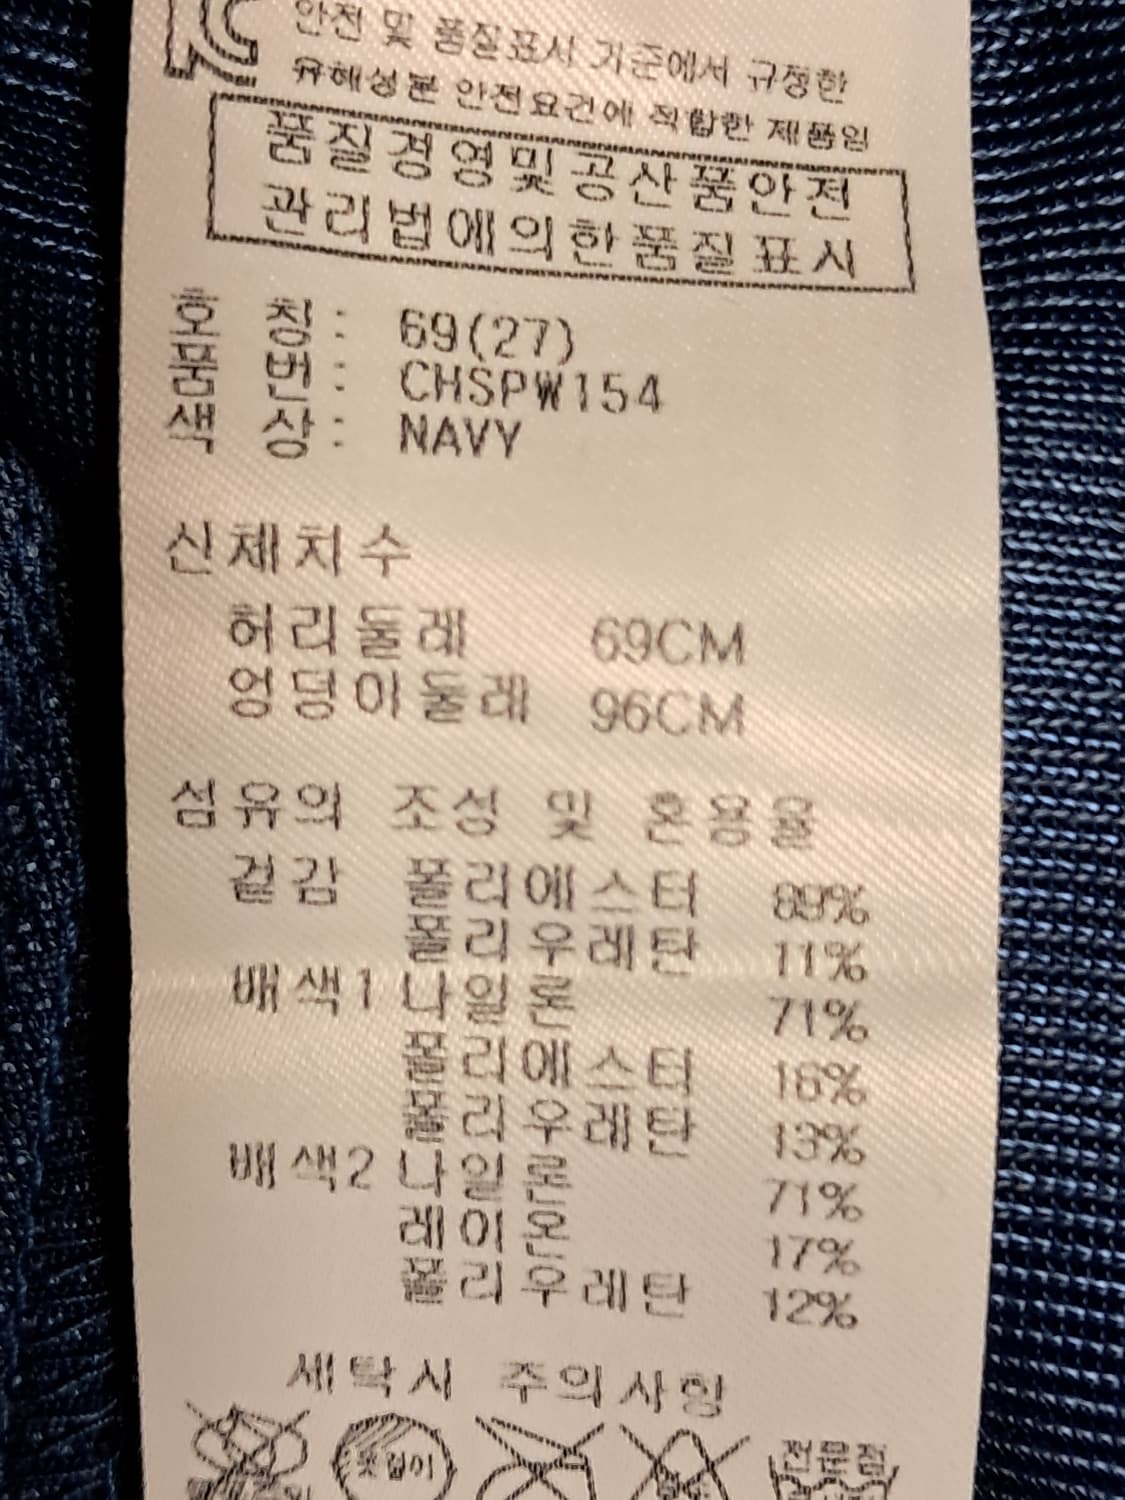 안전 및 품질표시 기준에서 규정한
유해성분 안전요건에 적합한 제품임
품질경영및공산품안전
관리법에의한품질표시
호 칭: 69(27)
품 번: CHSPW154
색 상: NAVY
신체치수
허리둘레 69CM
엉덩이둘레 96CM
섬유의 조성 및 혼용율
겉감 폴리에스터 89%
폴리우레탄 11%
배색1 나일론 71%
폴리에스터 16%
폴리우레탄 13%
배색2 나일론 71%
레이온 17%
폴리우레탄 12%
세탁시 주의사항
옷걸이
전문점